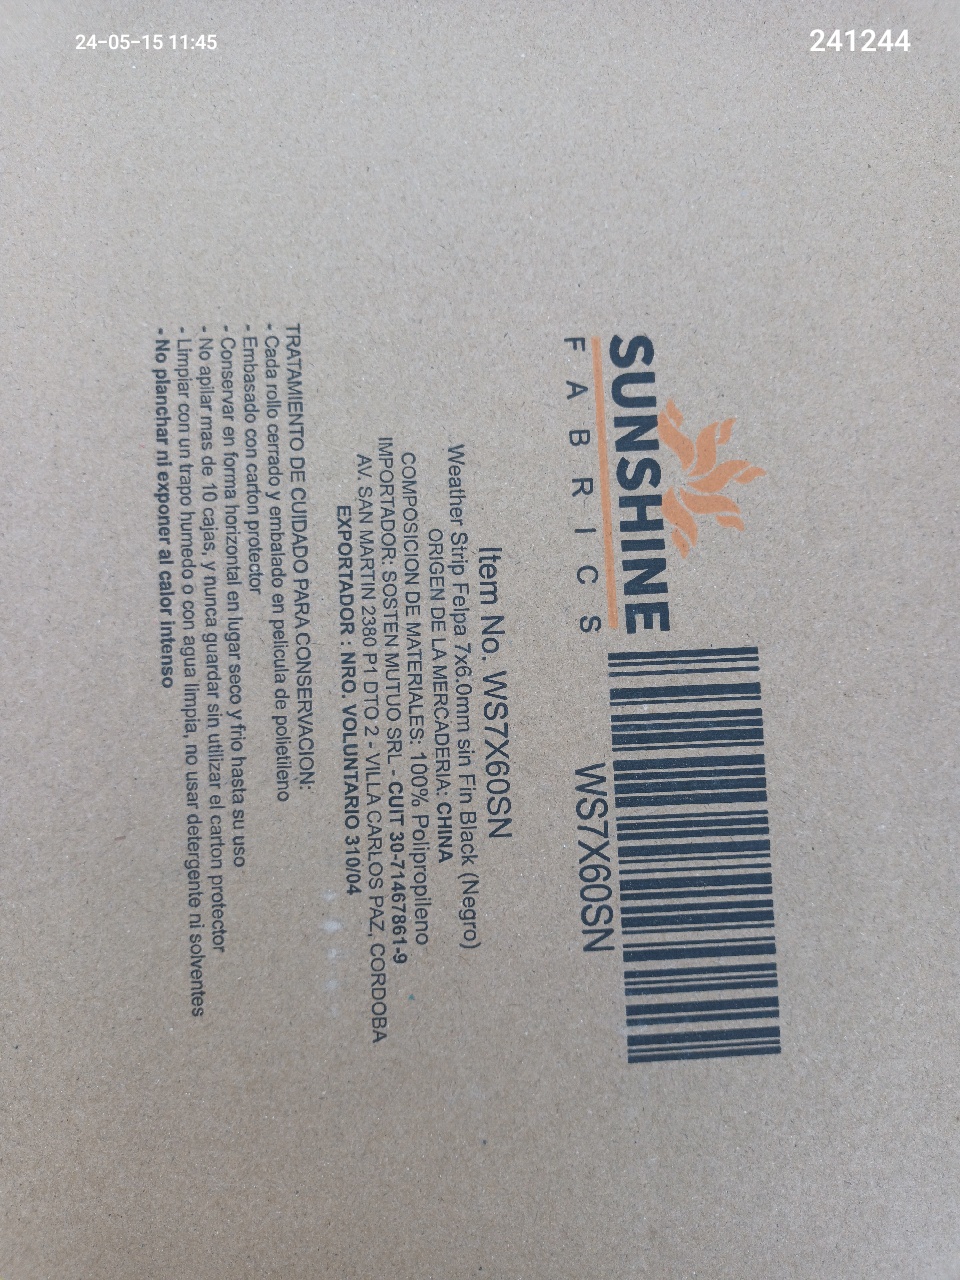 24-05-15 11:45
241244
SUNSHINE
FABRICS
WS7X60SN
Item No. WS7X60SN
Weather Strip Felpa 7x6.0mm sin Fin Black (Negro)
ORIGEN DE LA MERCADERIA: CHINA
COMPOSICION DE MATERIALES: 100% Polipropileno
IMPORTADOR: SOSTEN MUTUO SRL - CUIT 30-71467861-9
AV. SAN MARTIN 2380 P1 DTO 2 - VILLA CARLOS PAZ, CORDOBA
EXPORTADOR : NRO. VOLUNTARIO 310/04
TRATAMIENTO DE CUIDADO PARA CONSERVACION:
- Cada rollo cerrado y embalado en pelicula de polietileno
- Embasado con carton protector
- Conservar en forma horizontal en lugar seco y frio hasta su uso
- No apilar mas de 10 cajas, y nunca guardar sin utilizar el carton protector
- Limpiar con un trapo humedo o con agua limpia, no usar detergente ni solventes
- No planchar ni exponer al calor intenso